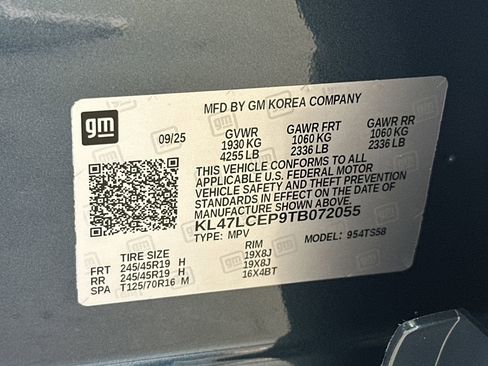 gm
MFD BY GM KOREA COMPANY
09/25 GVWR GAWR FRT GAWR RR
1930 KG 1060 KG 1060 KG
4255 LB 2336 LB 2336 LB
THIS VEHICLE CONFORMS TO ALL
APPLICABLE U.S. FEDERAL MOTOR
VEHICLE SAFETY AND THEFT PREVENTION
STANDARDS IN EFFECT ON THE DATE OF
MANUFACTURE SHOWN ABOVE.
KL47LCEP9TB072055
TYPE: MPV MODEL: 954TS58
TIRE SIZE RIM
FRT 245/45R19 H 19X8J
RR 245/45R19 H 19X8J
SPA T125/70R16 M 16X4BT